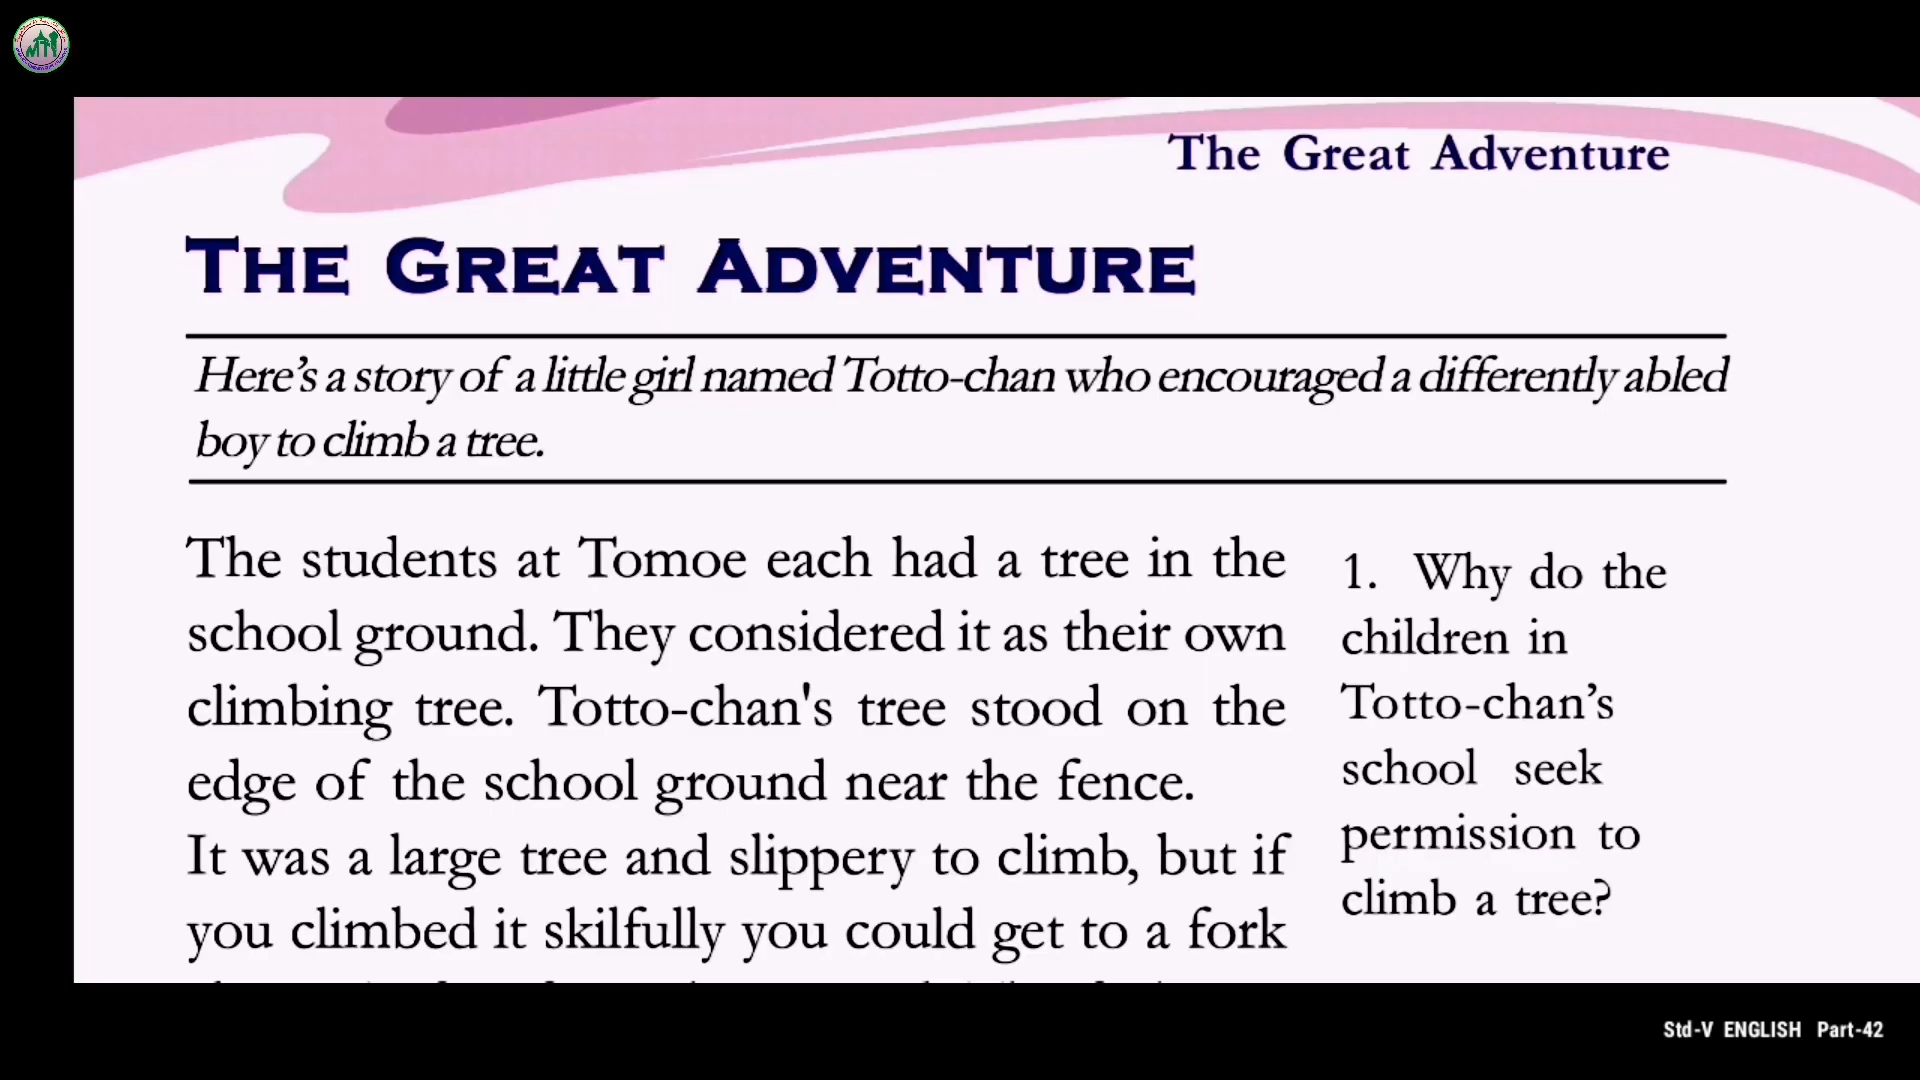 The Great Adventure
THE GREAT ADVENTURE
Here’s a story of a little girl named Totto-chan who encouraged a differently abled
boy to climb a tree.
The students at Tomoe each had a tree in the
school ground. They considered it as their own
climbing tree. Totto-chan's tree stood on the
edge of the school ground near the fence.
It was a large tree and slippery to climb, but if
you climbed it skilfully you could get to a fork
1. Why do the
children in
Totto-chan’s
school seek
permission to
climb a tree?
Std-V ENGLISH Part-42